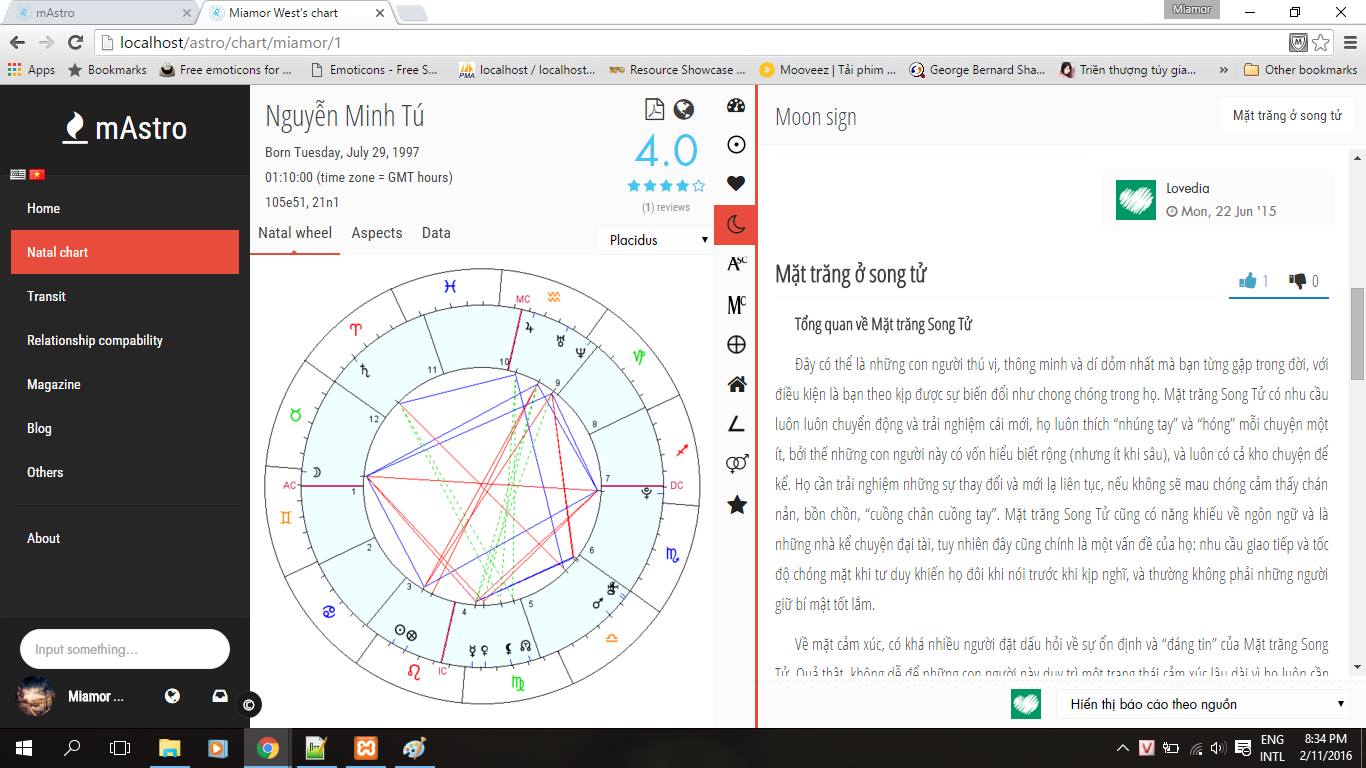 mAstro
Miamor West's chart
Miamor
localhost/astro/chart/miamor/1
Apps
Bookmarks
Free emoticons for ...
Emoticons - Free S...
localhost / localhost...
Resource Showcase ...
Mooveez | Tải phim ...
George Bernard Sha...
Triền thượng túy gia...
»
Other bookmarks
mAstro
Home
Natal chart
Transit
Relationship compability
Magazine
Blog
Others
About
Input something...
Miamor ...
©
Nguyễn Minh Tú
Born Tuesday, July 29, 1997
01:10:00 (time zone = GMT hours)
105e51, 21n1
4.0
(1) reviews
Natal wheel
Aspects
Data
Placidus
MC
10
9
11
8
12
AC
1
7
DC
2
6
3
4
5
IC
Asc
Mc
Moon sign
Mặt trăng ở song tử
Lovedia
Mon, 22 Jun '15
Mặt trăng ở song tử
1
0
Tổng quan về Mặt trăng Song Tử
Đây có thể là những con người thú vị, thông minh và dí dỏm nhất mà bạn từng gặp trong đời, với
điều kiện là bạn theo kịp được sự biến đổi như chong chóng trong họ. Mặt trăng Song Tử có nhu cầu
luôn luôn chuyển động và trải nghiệm cái mới, họ luôn thích “nhúng tay” và “hóng” mỗi chuyện một
ít, bởi thế những con người này có vốn hiểu biết rộng (nhưng ít khi sâu), và luôn có cả kho chuyện để
kể. Họ cần trải nghiệm những sự thay đổi và mới lạ liên tục, nếu không sẽ mau chóng cảm thấy chán
nản, bồn chồn, “cuồng chân cuồng tay”. Mặt trăng Song Tử cũng có năng khiếu về ngôn ngữ và là
những nhà kể chuyện đại tài, tuy nhiên đây cũng chính là một vấn đề của họ: nhu cầu giao tiếp và tốc
độ chóng mặt khi tư duy khiến họ đôi khi nói trước khi kịp nghĩ, và thường không phải những người
giữ bí mật tốt lắm.
Về mặt cảm xúc, có khá nhiều người đặt dấu hỏi về sự ổn định và “đáng tin” của Mặt trăng Song
Tử. Quả thật, không dễ để những con người này duy trì một trạng thái cảm xúc lâu dài vì họ luôn cần
Hiển thị báo cáo theo nguồn
ENG
INTL
8:34 PM
2/11/2016